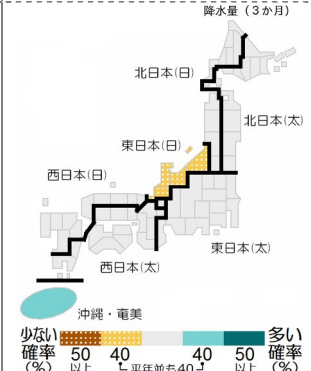 降水量（３か月）
北日本(日)
北日本(太)
東日本(日)
西日本(日)
東日本(太)
西日本(太)
沖縄・奄美
少ない 多い
確率 50 40 40 50 確率
(%) 以上 平年並も40 以上 (%)